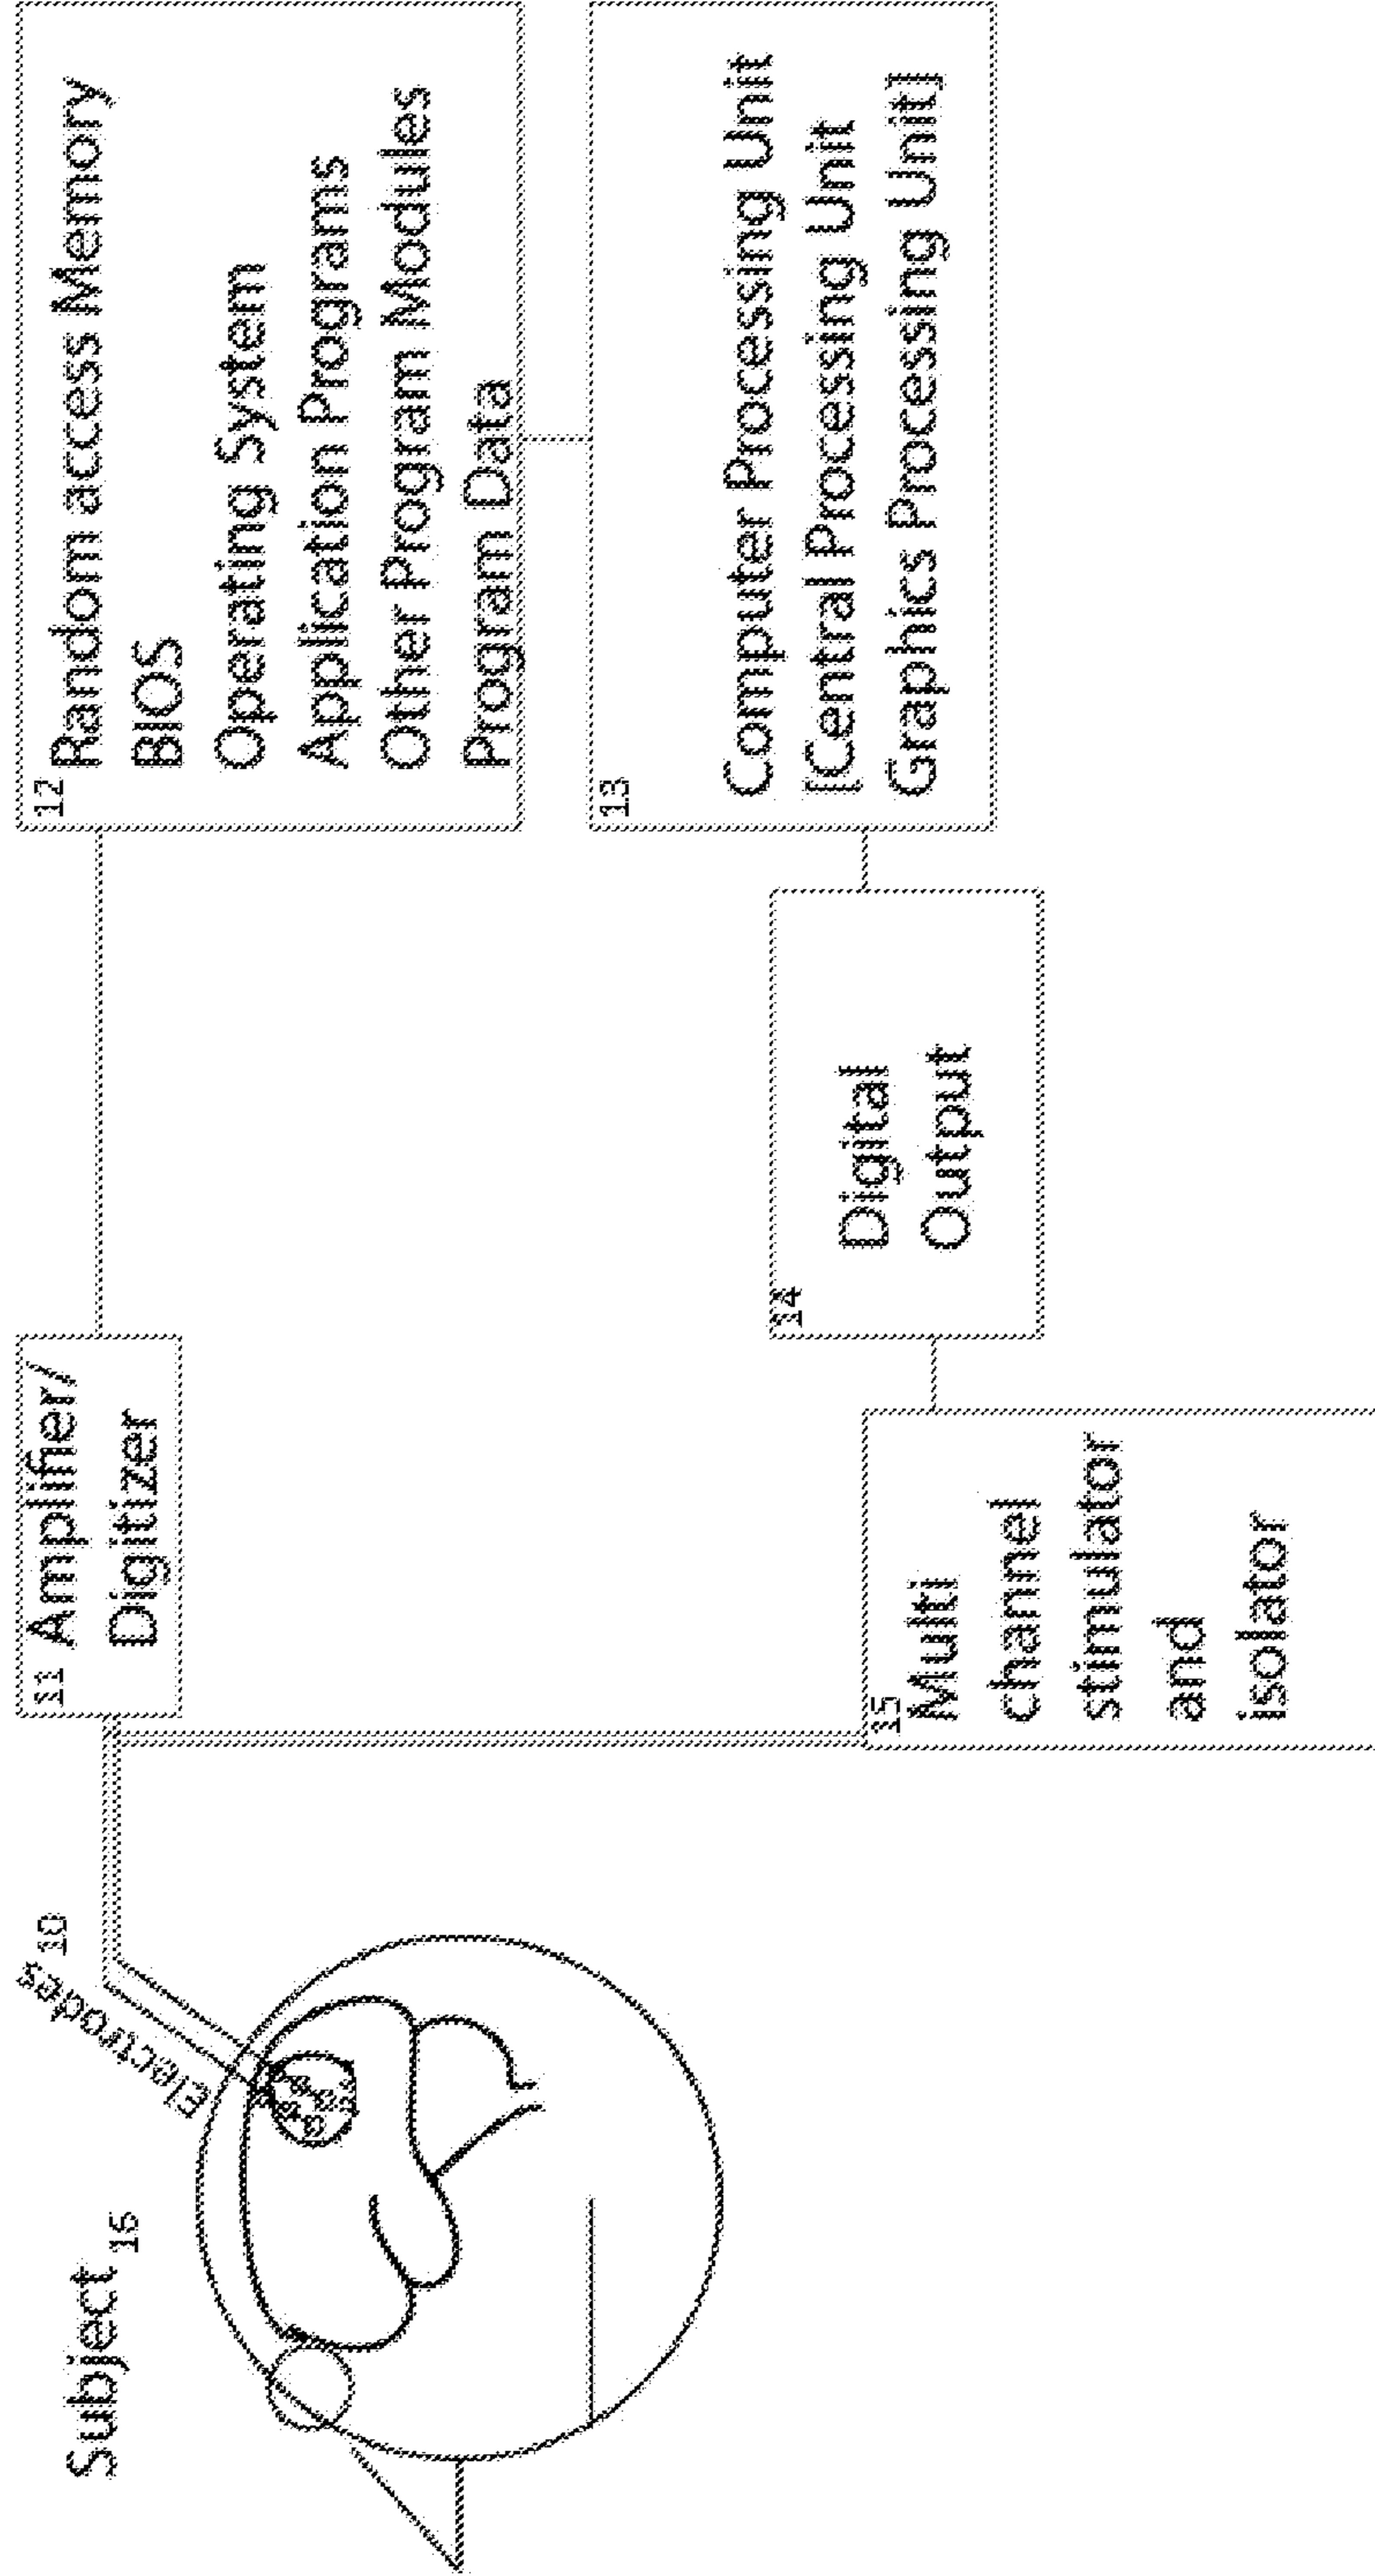 Subject 16
Electrodes 10
11 Amplifier/
Digitizer
12
Random access Memory
BIOS
Operating System
Application Programs
Other Program Modules
Program Data
13
Computer Processing Unit
[Central Processing Unit
Graphics Processing Unit]
14
Digital
Output
15
Multi
channel
stimulator
and
isolator